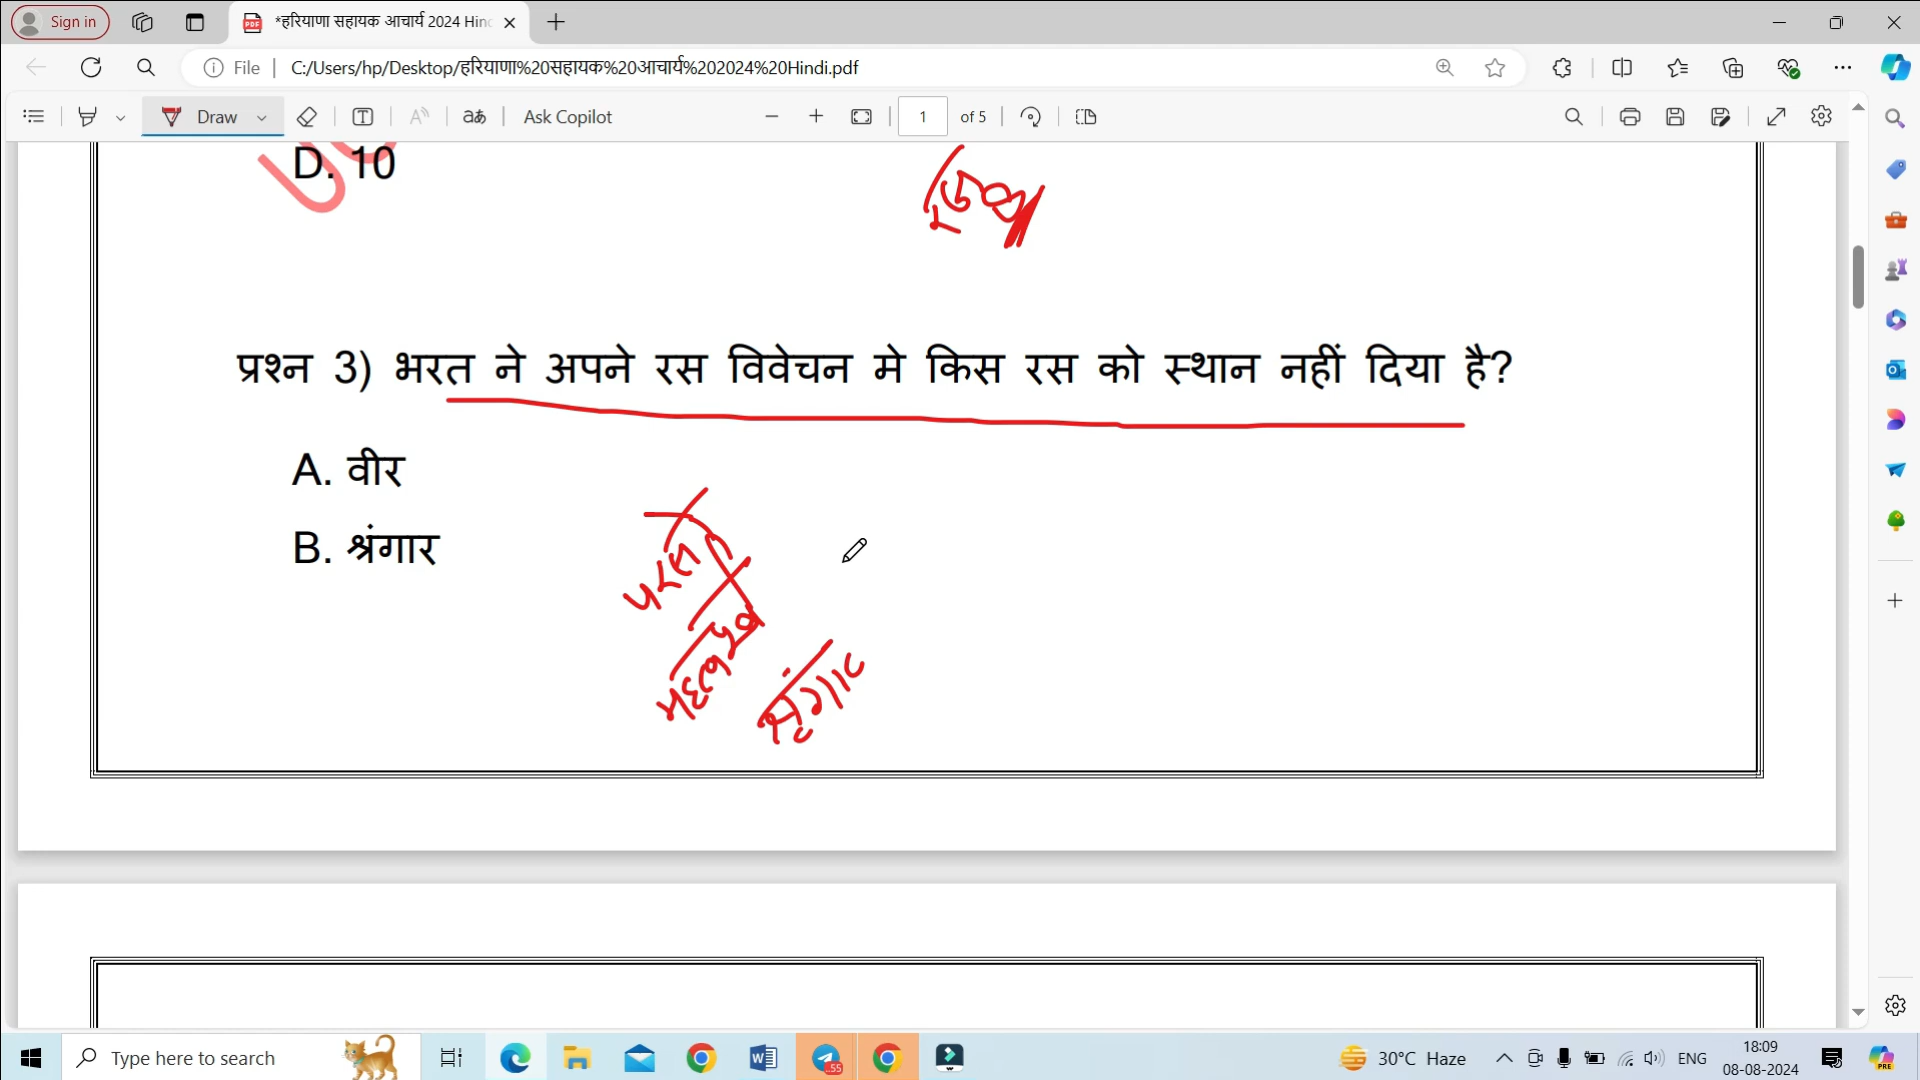 Sign in
*हरियाणा सहायक आचार्य 2024 Hin
File
C:/Users/hp/Desktop/हरियाणा%20सहायक%20आचार्य%202024%20Hindi.pdf
Draw
Ask Copilot
1 of 5
D. 10
प्रश्न 3) भरत ने अपने रस विवेचन मे किस रस को स्थान नहीं दिया है?
A. वीर
B. श्रंगार
Type here to search
.55
30°C Haze
ENG
18:09
08-08-2024
PRE